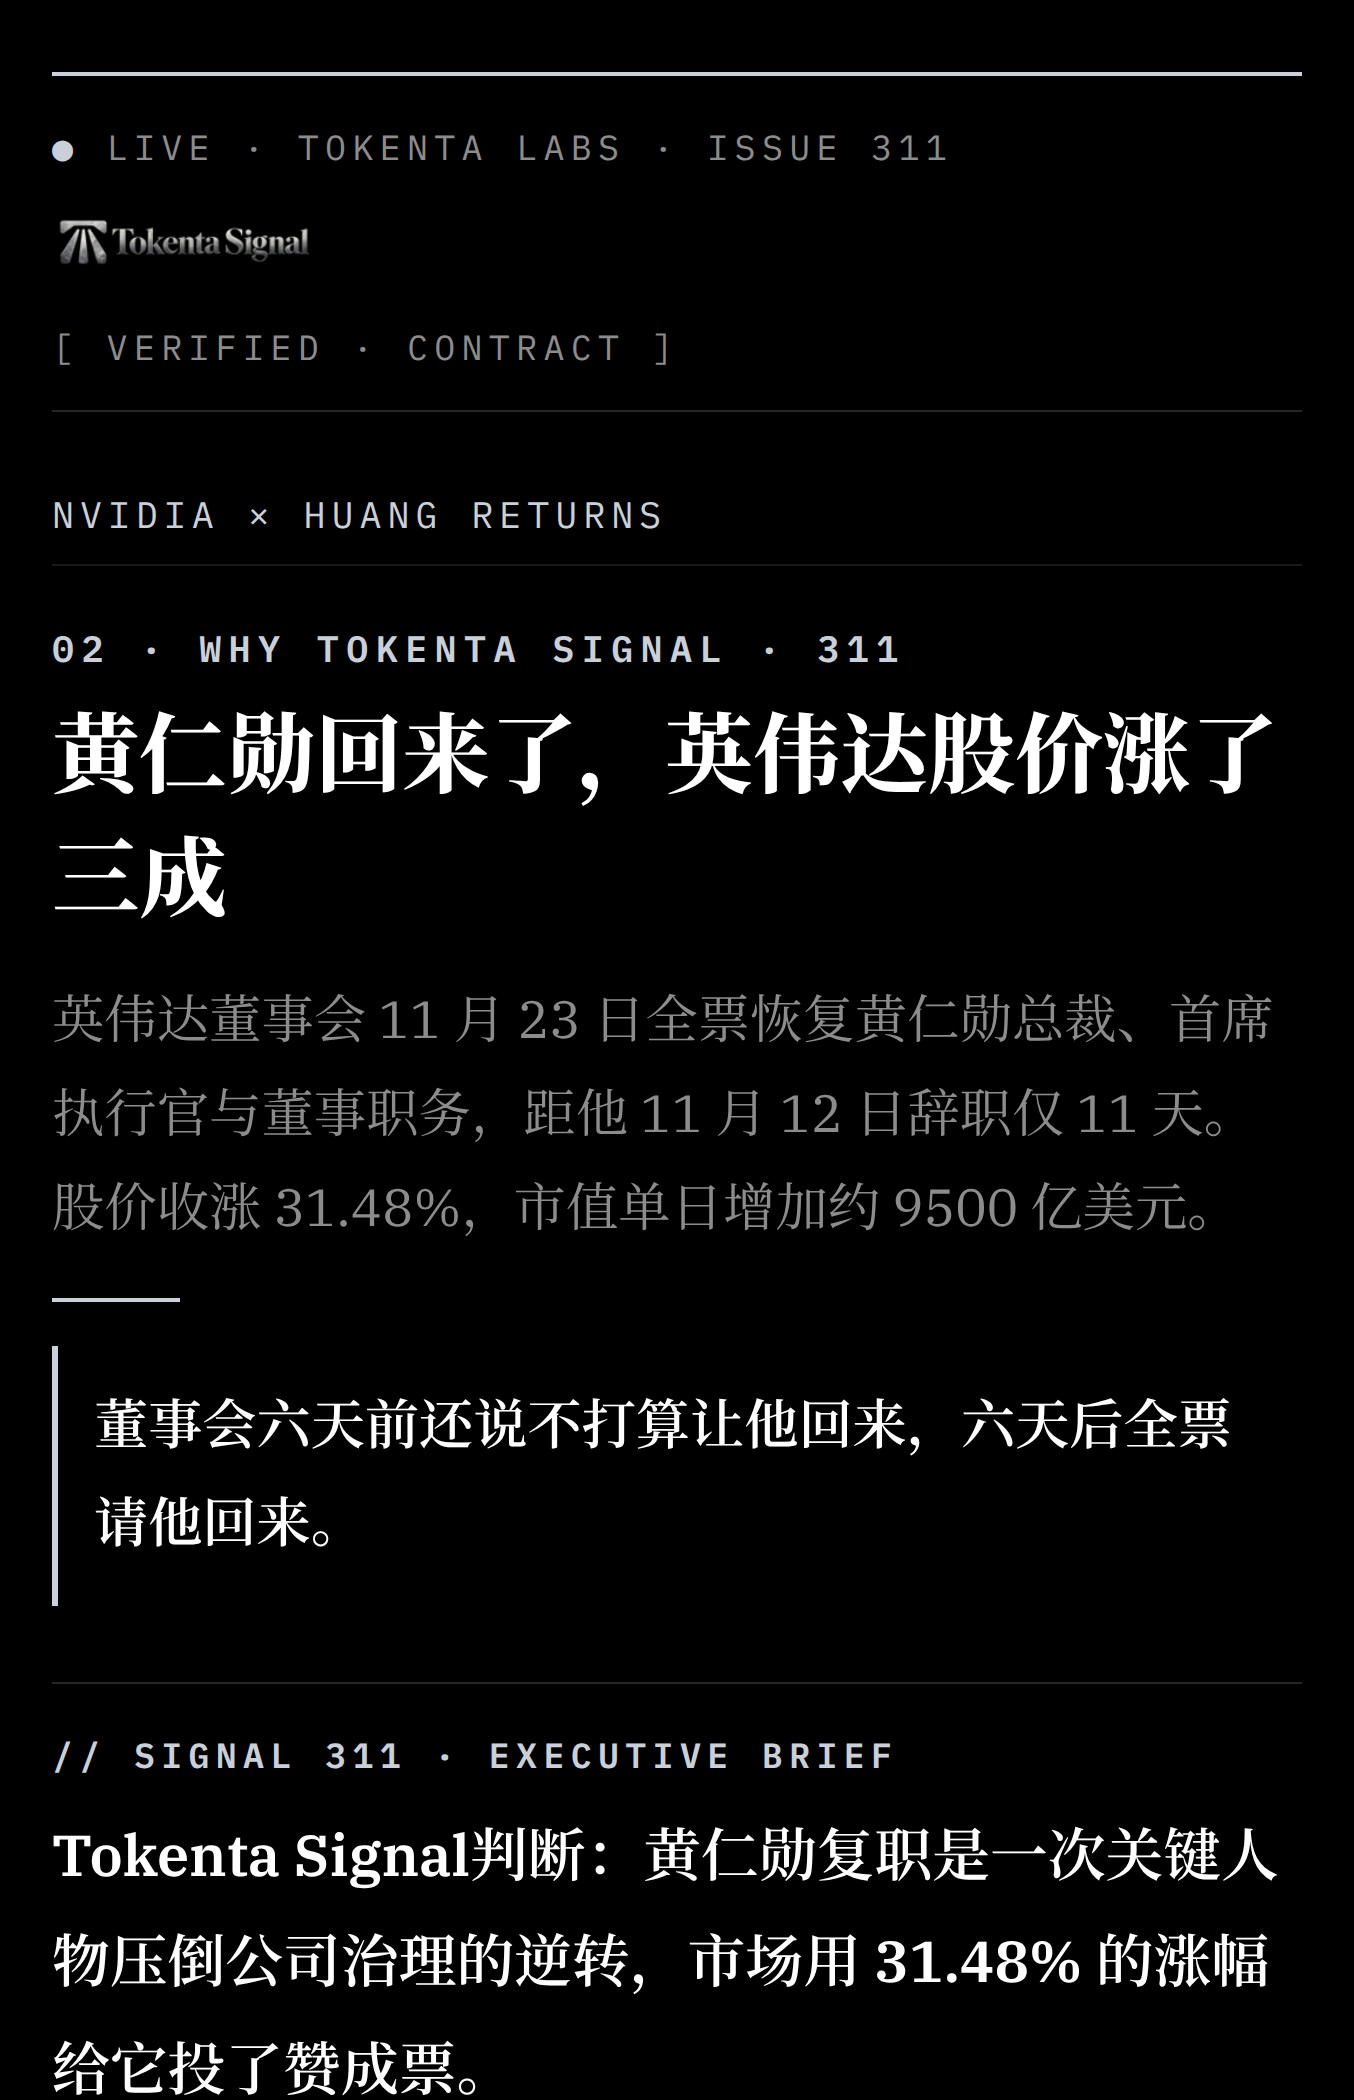 ● LIVE · TOKENTA LABS · ISSUE 311
Tokenta Signal
[ VERIFIED · CONTRACT ]
NVIDIA × HUANG RETURNS
02 · WHY TOKENTA SIGNAL · 311
黄仁勋回来了，英伟达股价涨了
三成
英伟达董事会 11 月 23 日全票恢复黄仁勋总裁、首席
执行官与董事职务，距他 11 月 12 日辞职仅 11 天。
股价收涨 31.48%，市值单日增加约 9500 亿美元。
董事会六天前还说不打算让他回来，六天后全票
请他回来。
// SIGNAL 311 · EXECUTIVE BRIEF
Tokenta Signal判断：黄仁勋复职是一次关键人
物压倒公司治理的逆转，市场用 31.48% 的涨幅
给它投了赞成票。